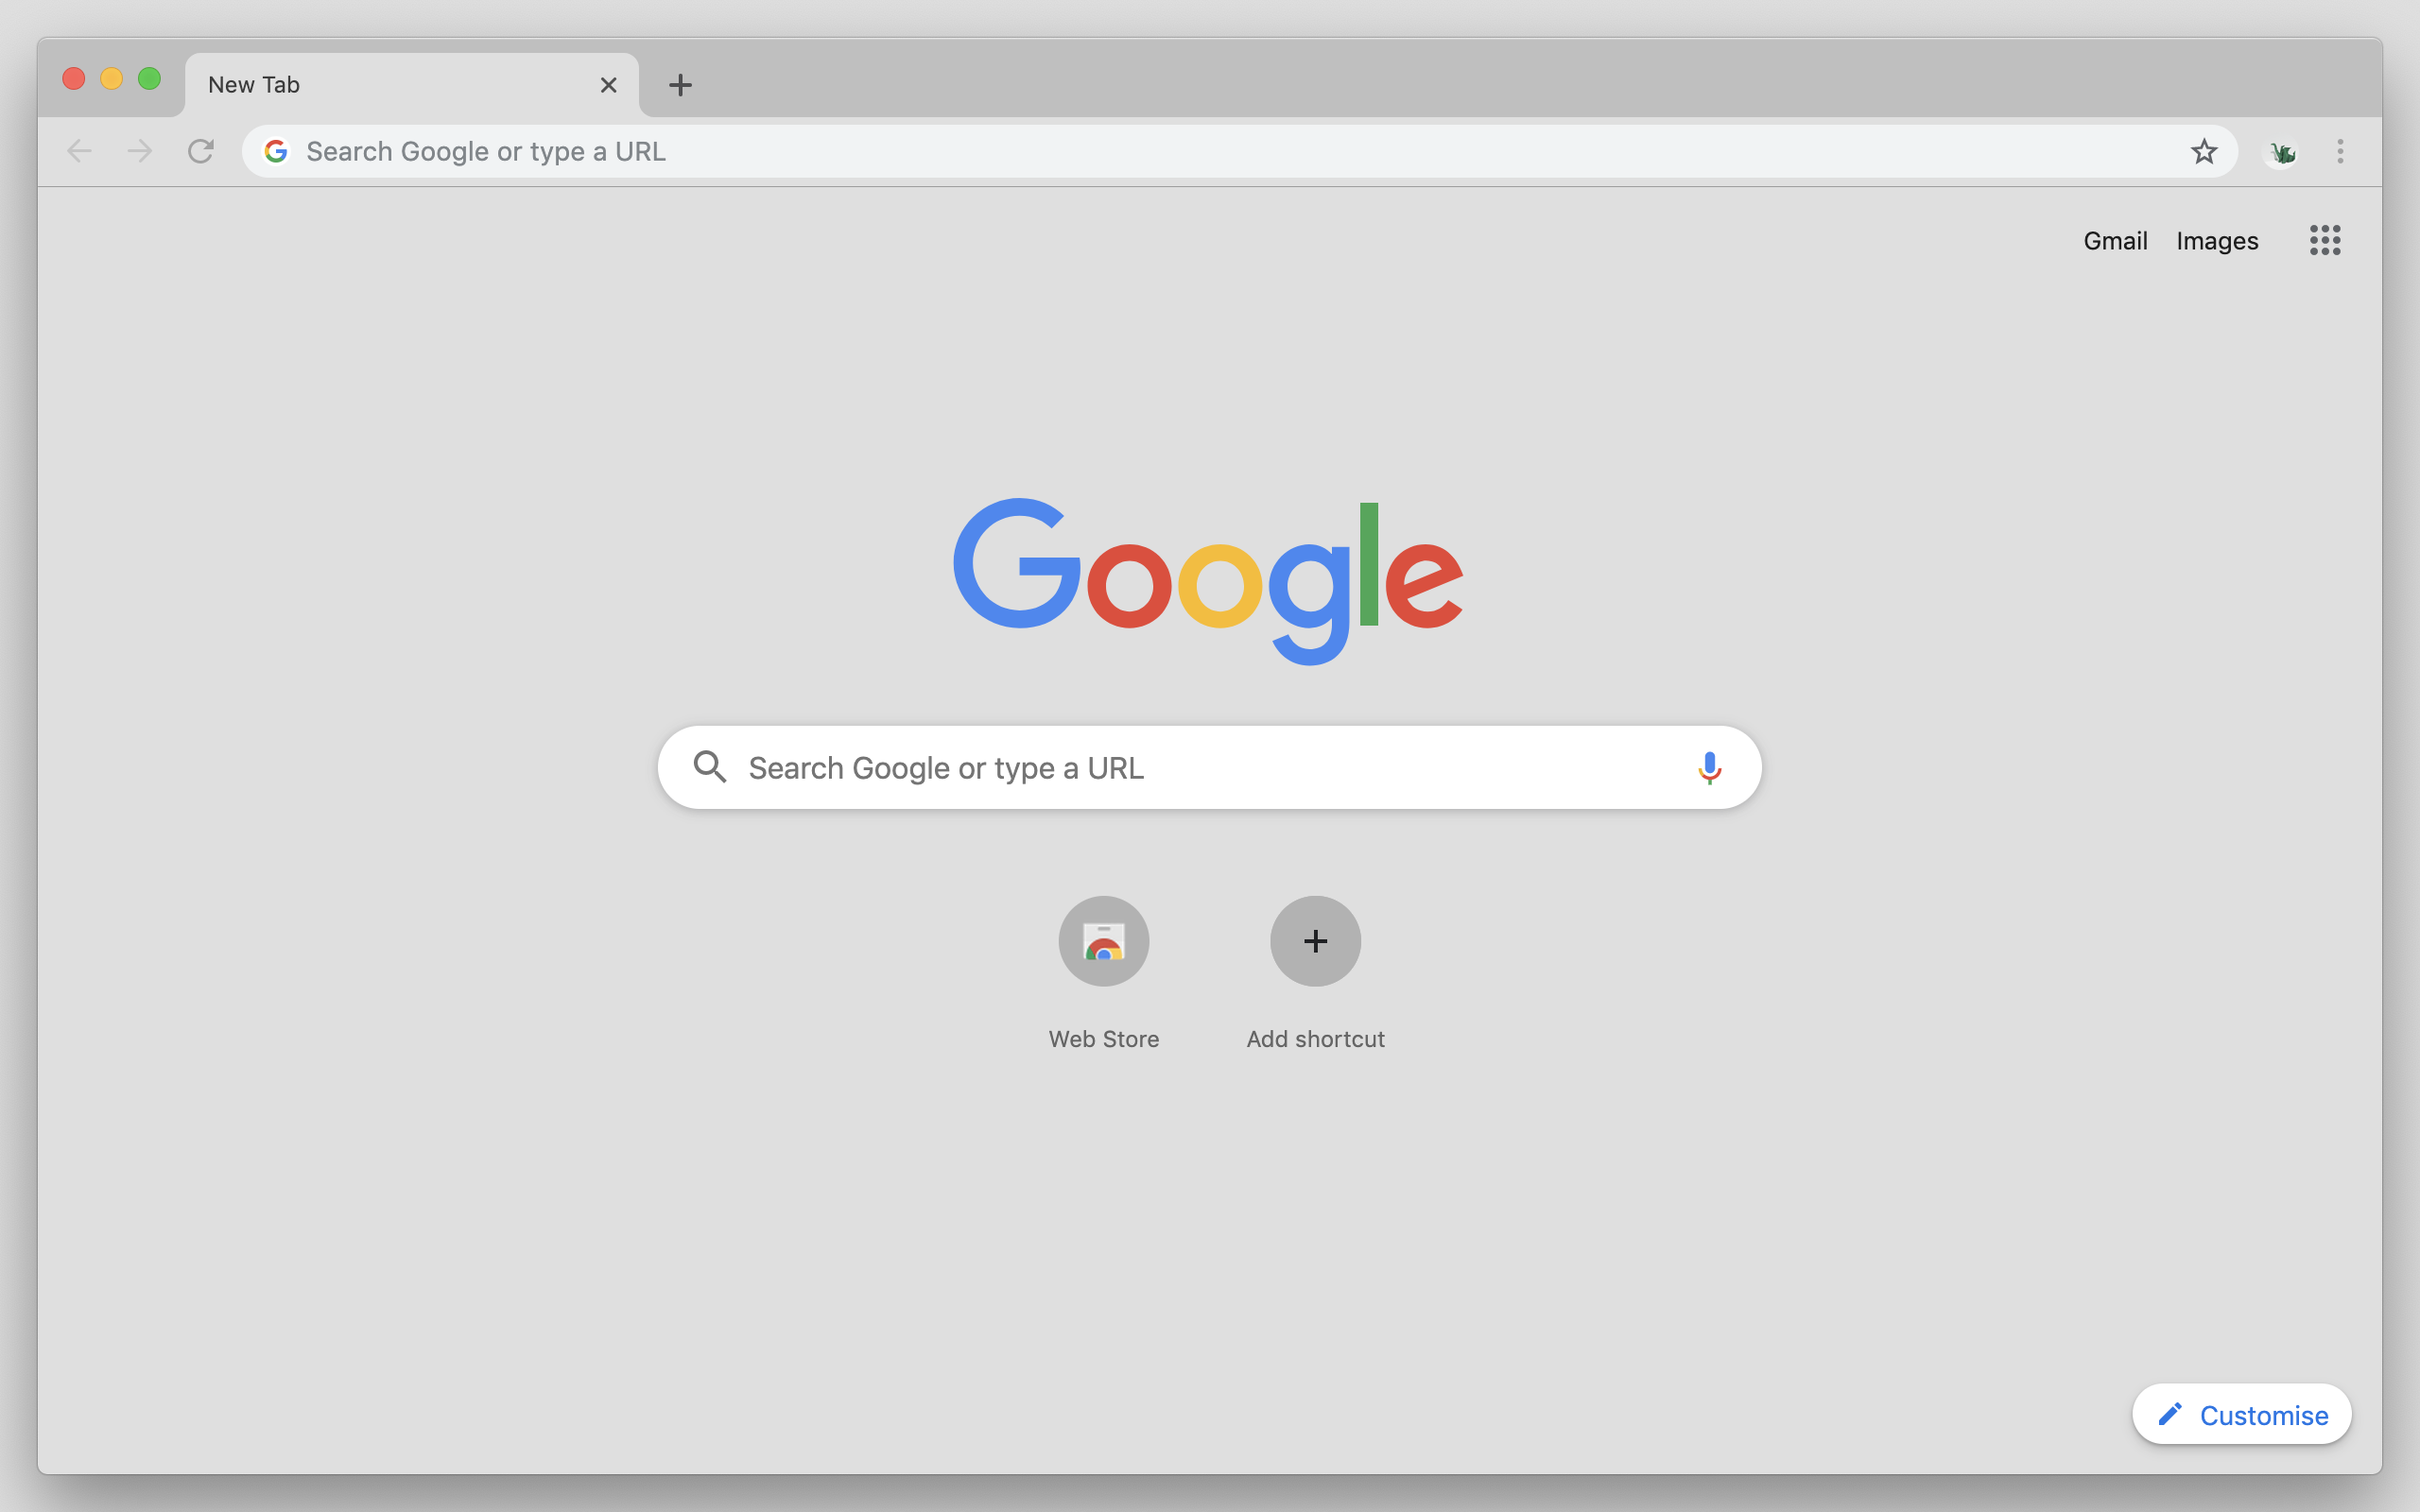 New Tab
Search Google or type a URL
Gmail Images
Google
Search Google or type a URL
Web Store Add shortcut
Customise